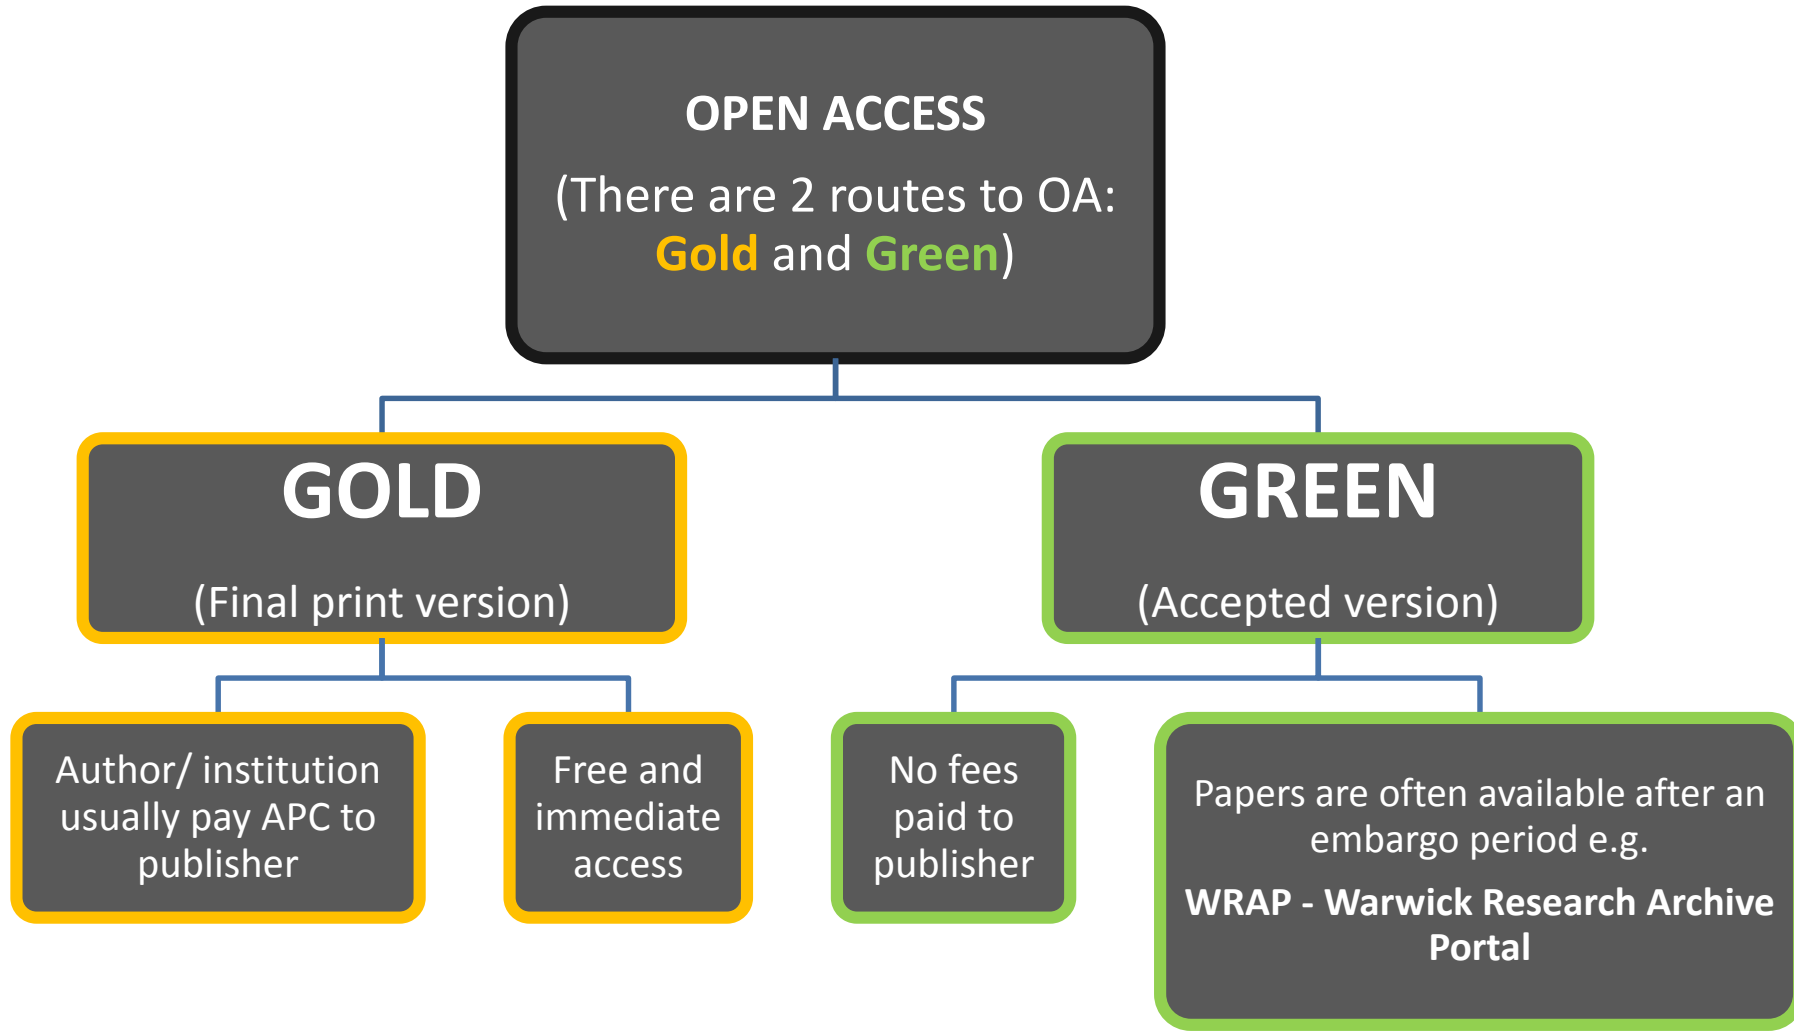 OPEN ACCESS
(There are 2 routes to OA:
Gold and Green)
GOLD
(Final print version)
GREEN
(Accepted version)
Author/ institution
usually pay APC to
publisher
Free and
immediate
access
No fees
paid to
publisher
Papers are often available after an
embargo period e.g.
WRAP - Warwick Research Archive
Portal